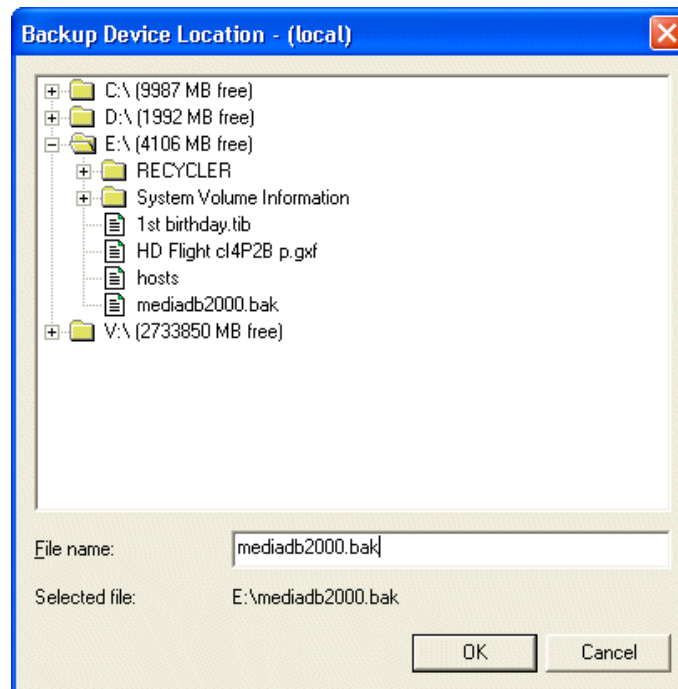 Backup Device Location - (local)
C:\ (9987 MB free)
D:\ (1992 MB free)
E:\ (4106 MB free)
RECYCLER
System Volume Information
1st birthday.tib
HD Flight cl4P2B p.gxf
hosts
mediadb2000.bak
V:\ (2733850 MB free)
File name: mediadb2000.bak
Selected file: E:\mediadb2000.bak
OK Cancel